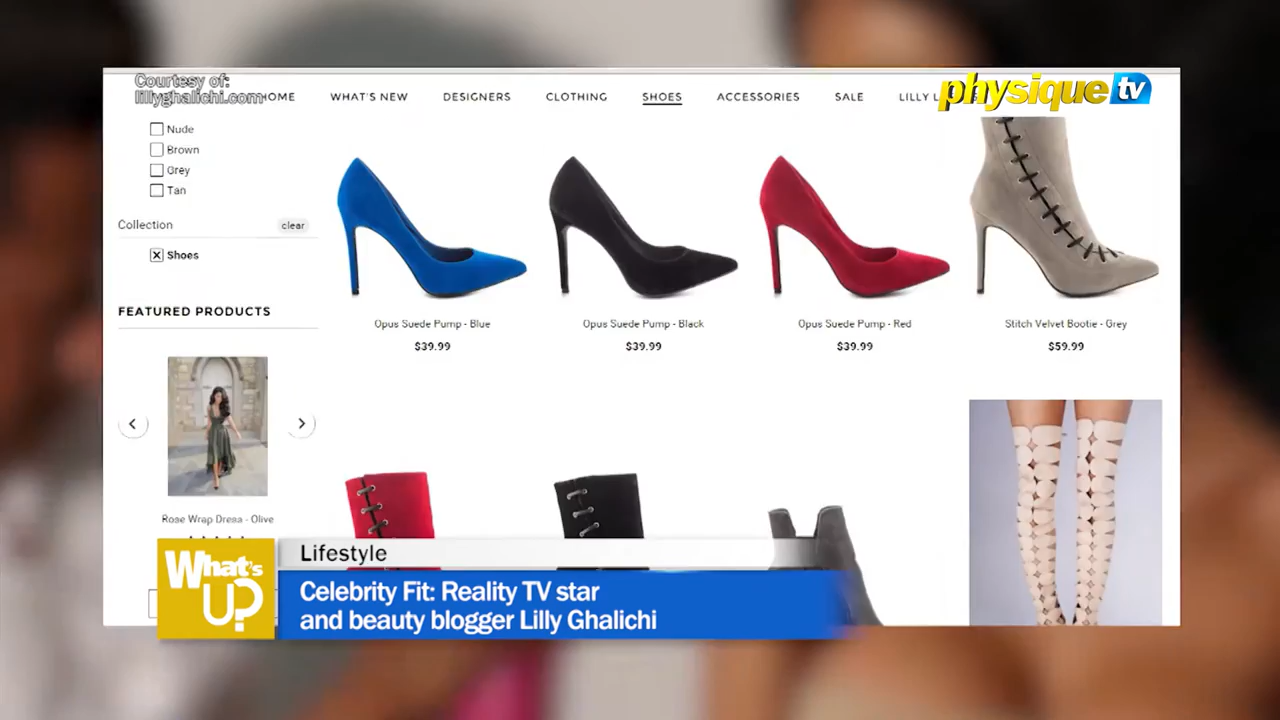 Courtesy of:
lillyghalichi.com
physique tv
HOME WHAT'S NEW DESIGNERS CLOTHING SHOES ACCESSORIES SALE LILLY
Nude
Brown
Grey
Tan
Collection clear
Shoes
FEATURED PRODUCTS
Rose Wrap Dress - Olive
Opus Suede Pump - Blue
$39.99
Opus Suede Pump - Black
$39.99
Opus Suede Pump - Red
$39.99
Stitch Velvet Bootie - Grey
$59.99
What's
UP?
Lifestyle
Celebrity Fit: Reality TV star
and beauty blogger Lilly Ghalichi